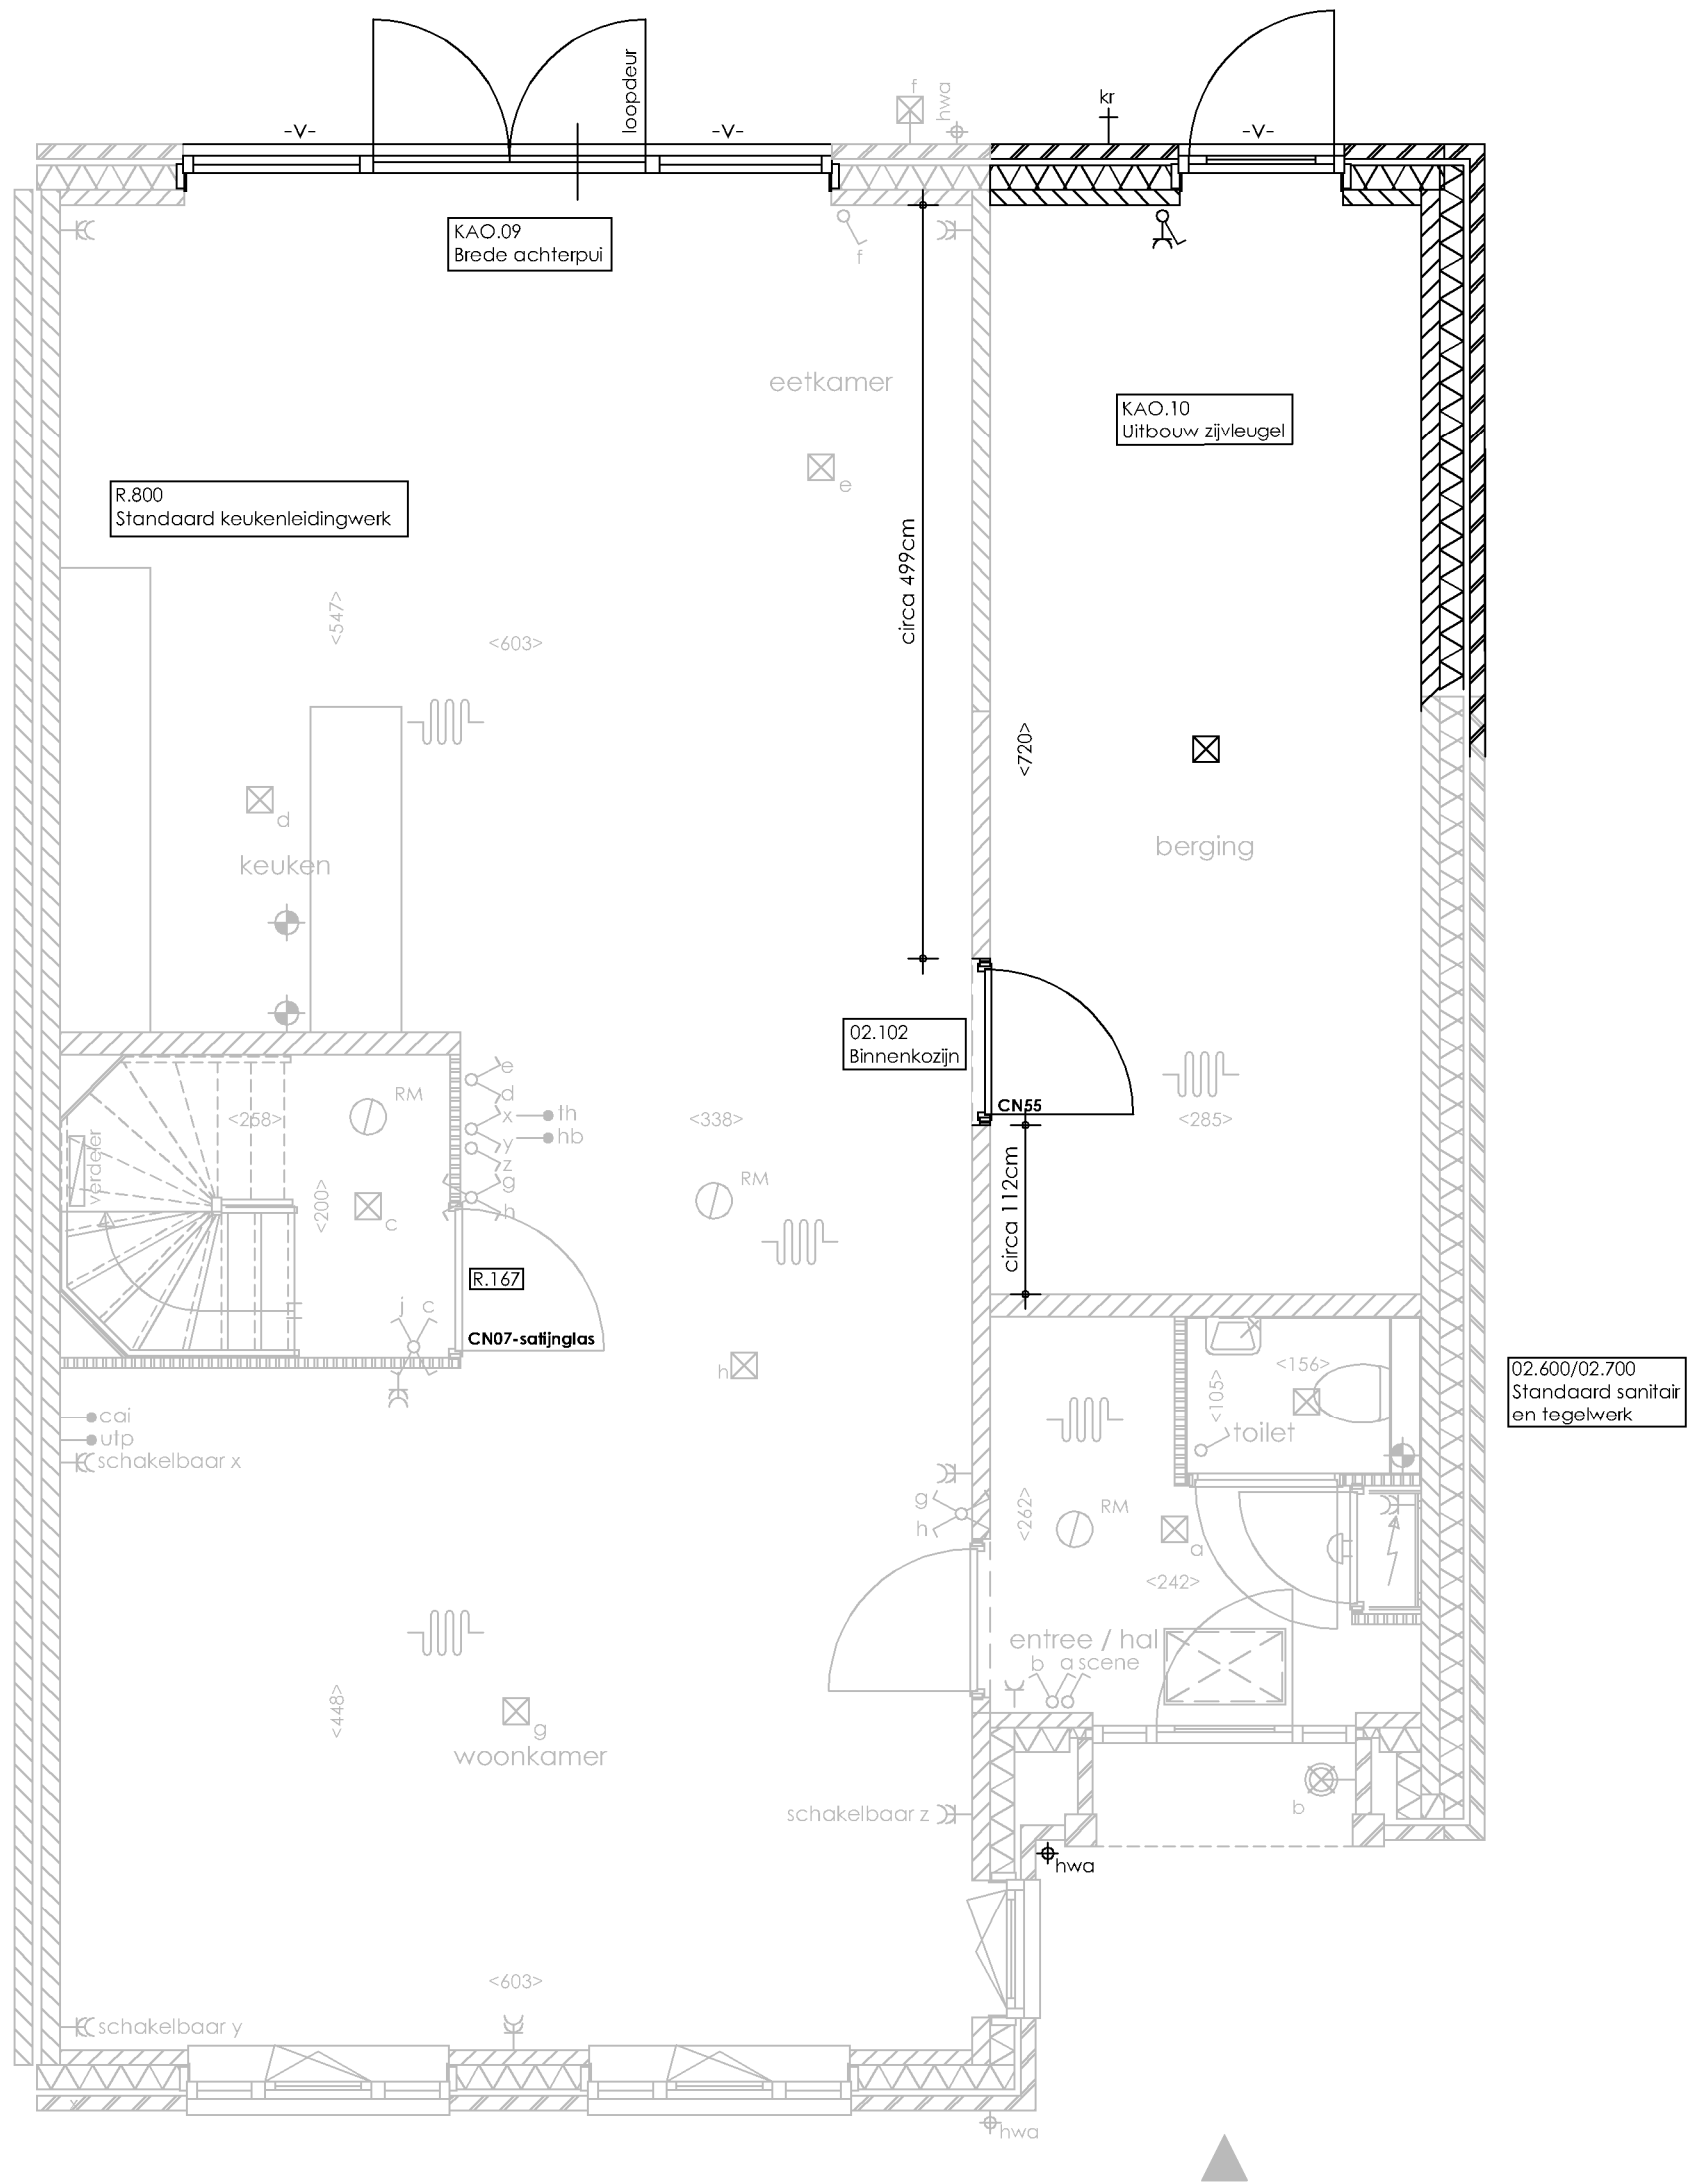 loopdeur
f
hwa
kr
-V-
-V-
-V-
KAO.09
Brede achterpui
f
eetkamer
KAO.10
Uitbouw zijvleugel
e
R.800
Standaard keukenleidingwerk
circa 499cm
<547>
<603>
<720>
d
keuken
berging
02.102
Binnenkozijn
e
RM
d
CN55
x
th
<258>
<338>
<285>
y
hb
verdeler
z
RM
<200>
g
h
c
circa 112cm
R.167
j
c
CN07-satijnglas
h
<156>
<105>
02.600/02.700
Standaard sanitair
en tegelwerk
cai
toilet
utp
schakelbaar x
g
h
<262>
RM
a
<242>
entree / hal
b
a
scene
<448>
g
woonkamer
b
schakelbaar z
hwa
<603>
schakelbaar y
hwa